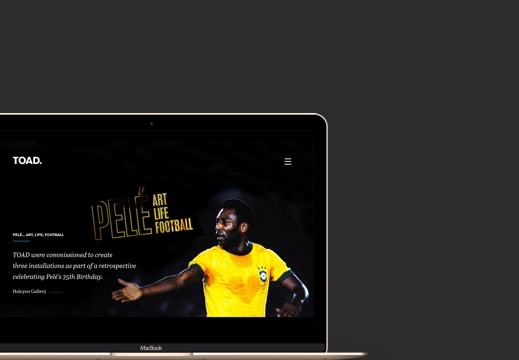 TOAD.
PELÉ
ART
LIFE
FOOTBALL
PELÉ... ART, LIFE, FOOTBALL
TOAD were commissioned to create
three installations as part of a retrospective
celebrating Pelé's 75th Birthday.
Halcyon Gallery
MacBook